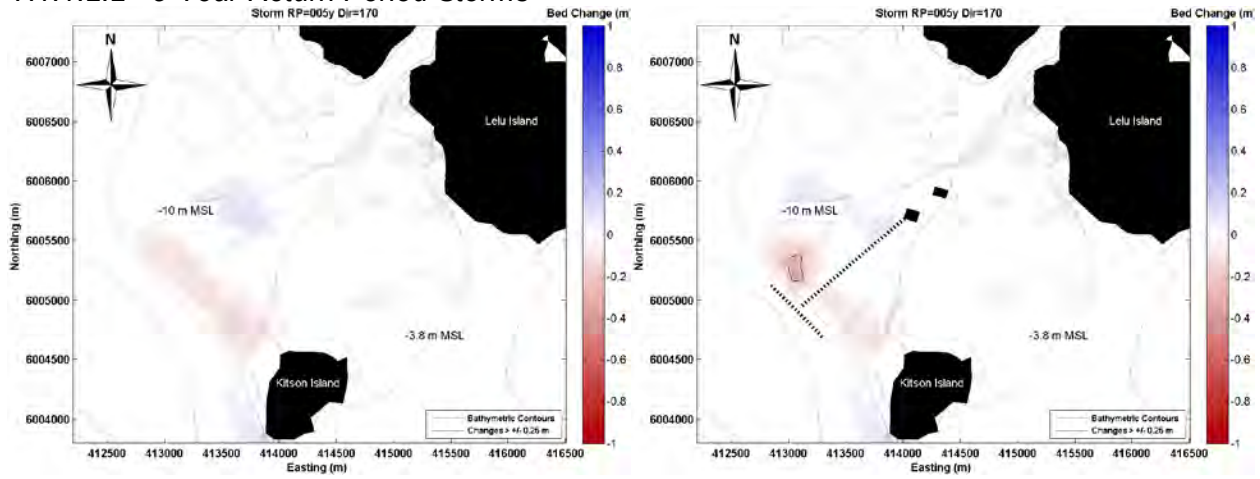 Storm RP=005y Dir=170
Bed Change (m)
N
6007000
6006500
6006000
6005500
6005000
6004500
6004000
Northing (m)
Lelu Island
-10 m MSL
-3.8 m MSL
Kitson Island
Bathymetric Contours
Changes > +/-0.25 m
412500 413000 413500 414000 414500 415000 415500 416000 416500
Easting (m)
1
0.8
0.6
0.4
0.2
0
-0.2
-0.4
-0.6
-0.8
-1
Storm RP=005y Dir=170
Bed Change (m)
N
6007000
6006500
6006000
6005500
6005000
6004500
6004000
Northing (m)
Lelu Island
-10 m MSL
-3.8 m MSL
Kitson Island
Bathymetric Contours
Changes > +/-0.25 m
412500 413000 413500 414000 414500 415000 415500 416000 416500
Easting (m)
1
0.8
0.6
0.4
0.2
0
-0.2
-0.4
-0.6
-0.8
-1